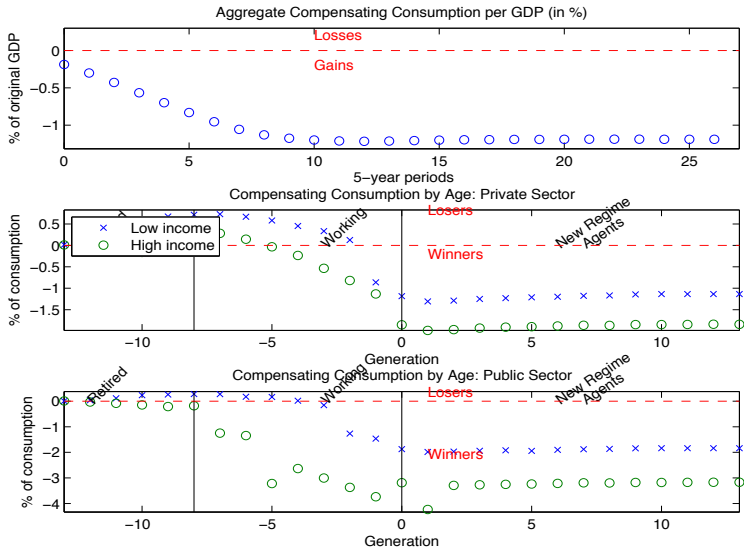 Aggregate Compensating Consumption per GDP (in %)
Losses
Gains
% of original GDP
0
−0.5
−1
0 5 10 15 20 25
5-year periods
Compensating Consumption by Age: Private Sector
Low income
High income
Working
Losers
Winners
New Regime
Agents
% of consumption
0.5
0
−0.5
−1
−1.5
−10 −5 0 5 10
Generation
Compensating Consumption by Age: Public Sector
Retired
Working
Losers
Winners
New Regime
Agents
% of consumption
0
−1
−2
−3
−4
−10 −5 0 5 10
Generation